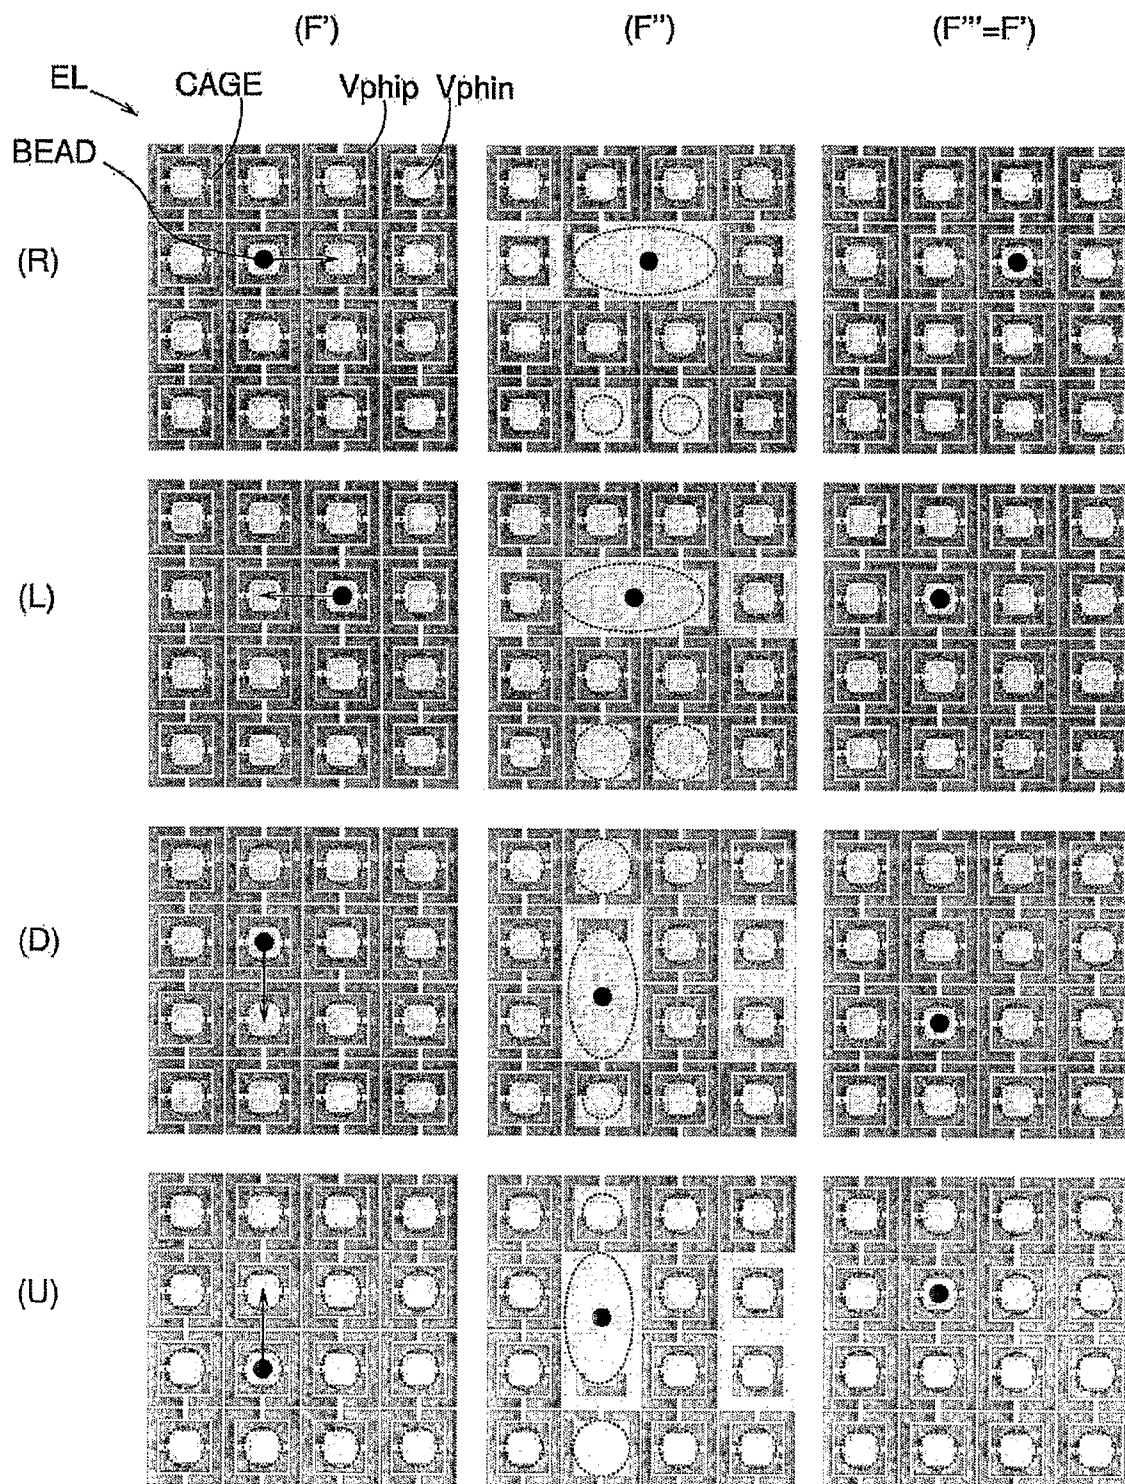 (F') (F") (F'''=F')
EL CAGE Vphip Vphin
BEAD
(R)
(L)
(D)
(U)